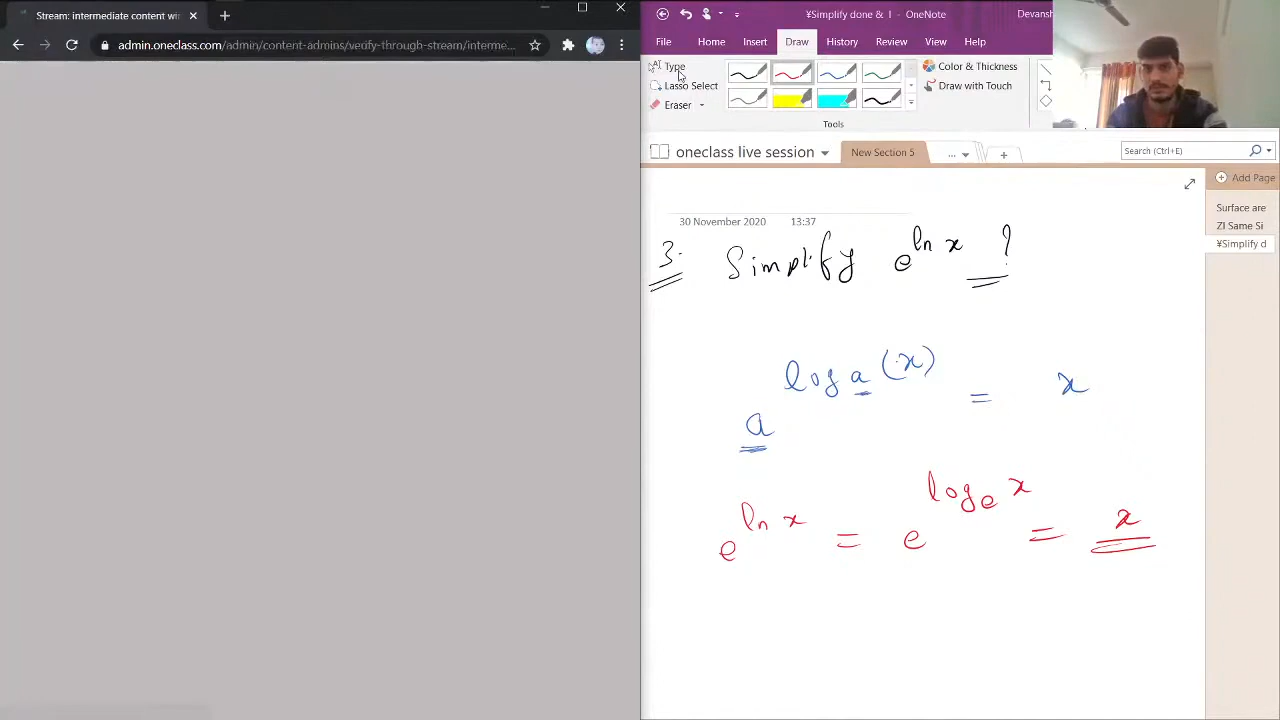 Stream: intermediate content wi
admin.oneclass.com/admin/content-admins/verify-through-stream/interme...
¥Simplify done & 1 - OneNote
Devansh
File Home Insert Draw History Review View Help
Type
Lasso Select
Eraser
Color & Thickness
Draw with Touch
Tools
oneclass live session
New Section 5
...
Search (Ctrl+E)
Add Page
Surface are
ZI Same Si
¥Simplify d
30 November 2020 13:37
3. Simplify e^ln x ?
a^log a (x) = x
e^ln x = e^log e x = x